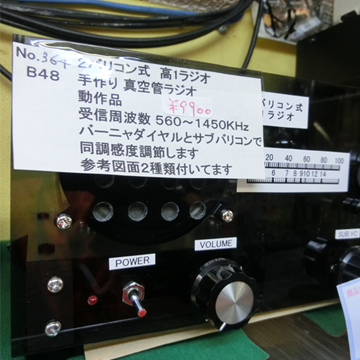 No.364 2バリコン式 高1ラジオ
B48 手作り 真空管ラジオ
動作品 ¥9,900
受信周波数 560～1450KHz
バーニャダイヤルとサブバリコンで
同調感度調節します
参考図面2種類付いてます
バリコン式
ラジオ
20 40 60 80 100
6 7 8 9 10 12 14
POWER
VOLUME
SUB VC